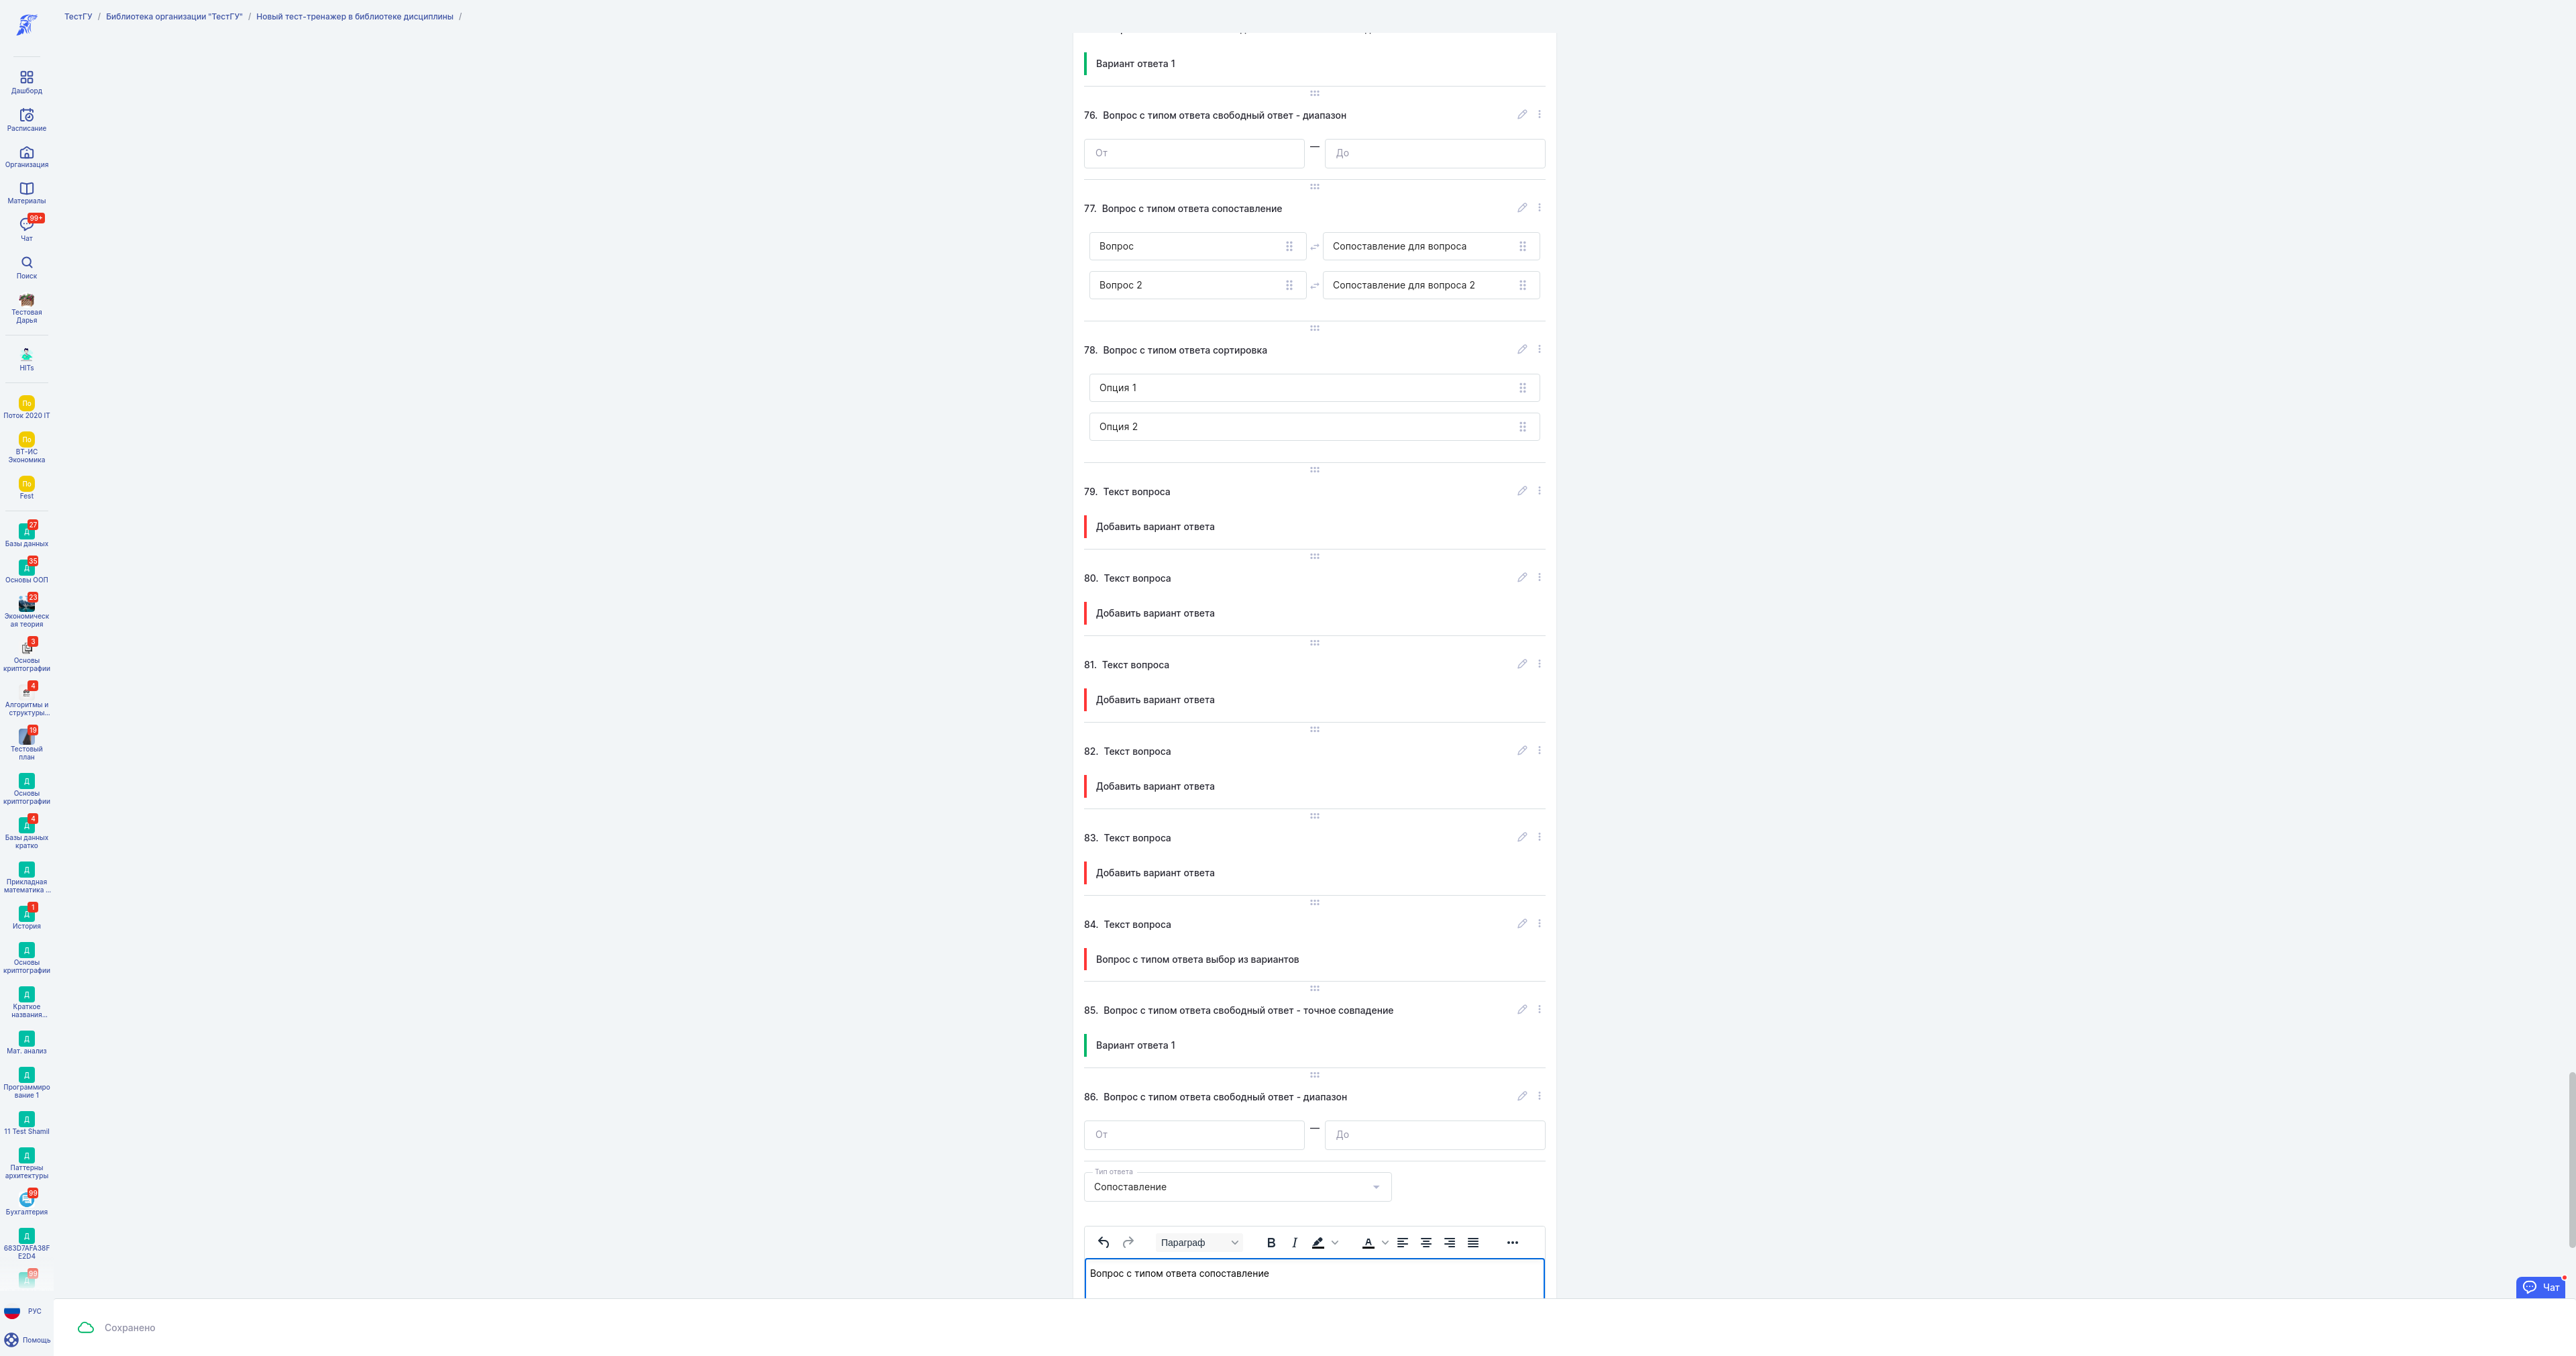 ТестГУ / Библиотека организации "ТестГУ" / Новый тест-тренажер в библиотеке дисциплины /
Дашборд
Расписание
Организация
Материалы
99+
Чат
Поиск
Тестовая
Дарья
HITs
По
Поток 2020 IT
По
ВТ-ИС
Экономика
По
Fest
27
Д
Базы данных
35
Д
Основы ООП
23
Экономическ
ая теория
3
Основы
криптографии
4
Алгоритмы и
структуры...
19
Тестовый
план
Д
Основы
криптографии
4
Д
Базы данных
кратко
Д
Прикладная
математика ...
1
Д
История
Д
Основы
криптографии
Д
Краткое
названия...
Д
Мат. анализ
Д
Программиро
вание 1
Д
11 Test Shamil
Д
Паттерны
архитектуры
99
Бухгалтерия
Д
683D7AFA38F
E2D4
99
Д
РУС
Помощь
Вариант ответа 1
76. Вопрос с типом ответа свободный ответ - диапазон
От — До
77. Вопрос с типом ответа сопоставление
Вопрос Сопоставление для вопроса
Вопрос 2 Сопоставление для вопроса 2
78. Вопрос с типом ответа сортировка
Опция 1
Опция 2
79. Текст вопроса
Добавить вариант ответа
80. Текст вопроса
Добавить вариант ответа
81. Текст вопроса
Добавить вариант ответа
82. Текст вопроса
Добавить вариант ответа
83. Текст вопроса
Добавить вариант ответа
84. Текст вопроса
Вопрос с типом ответа выбор из вариантов
85. Вопрос с типом ответа свободный ответ - точное совпадение
Вариант ответа 1
86. Вопрос с типом ответа свободный ответ - диапазон
От — До
Тип ответа
Сопоставление
Параграф B I A
Вопрос с типом ответа сопоставление
Чат
Сохранено